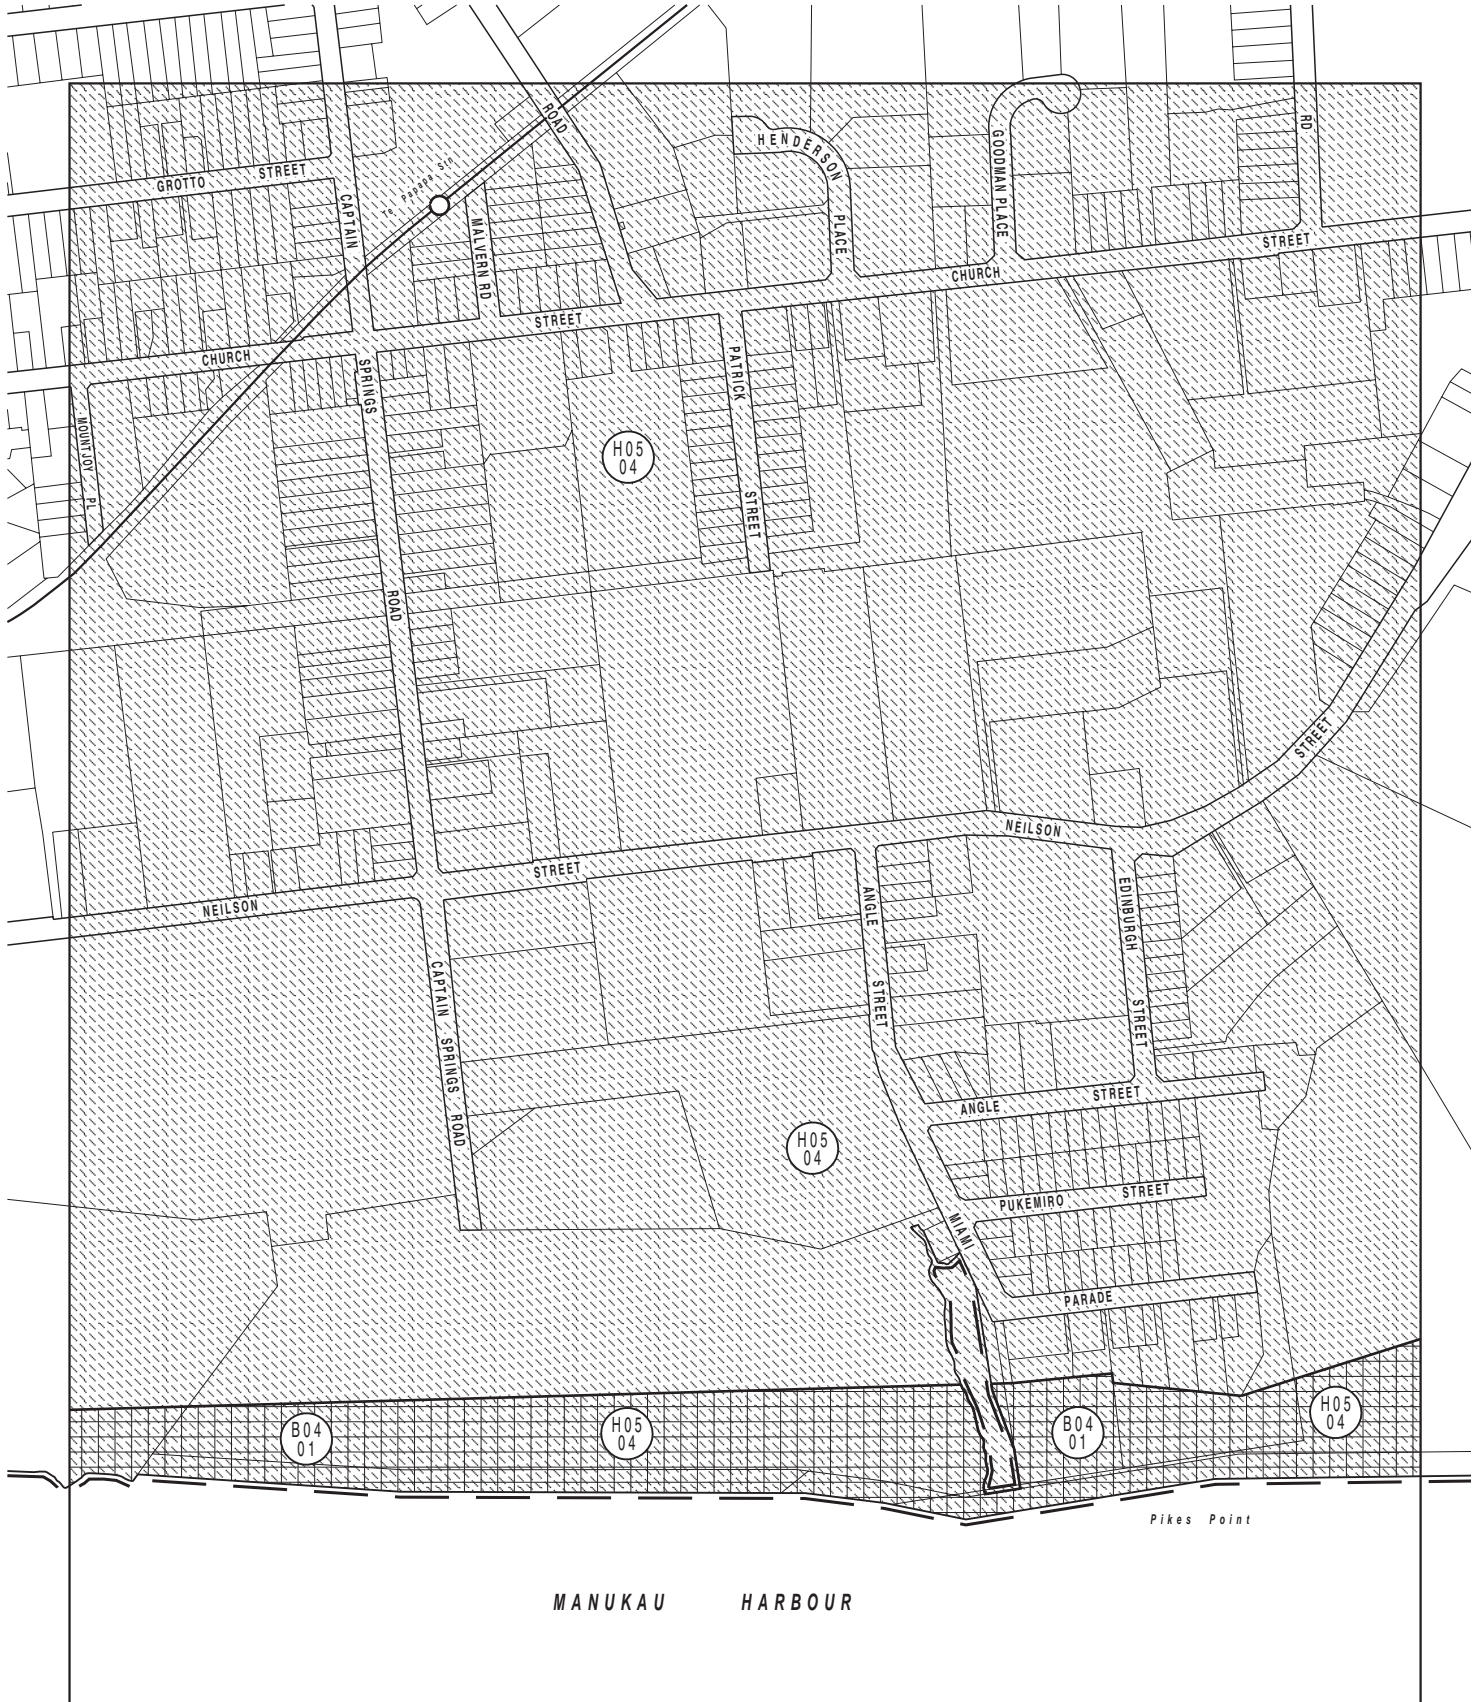 ROAD
RD
HENDERSON
PLACE
GOODMAN PLACE
Te Papapa Stn
GROTTO STREET
CAPTAIN
MALVERN RD
STREET
CHURCH
STREET
CHURCH
SPRINGS
PATRICK
STREET
MOUNTJOY PL
H05
04
ROAD
STREET
NEILSON
STREET
NEILSON
ANGLE
STREET
EDINBURGH
STREET
CAPTAIN
SPRINGS
ROAD
ANGLE STREET
H05
04
PUKEMIRO STREET
MIAMI
PARADE
B04
01
H05
04
B04
01
H05
04
Pikes Point
MANUKAU HARBOUR